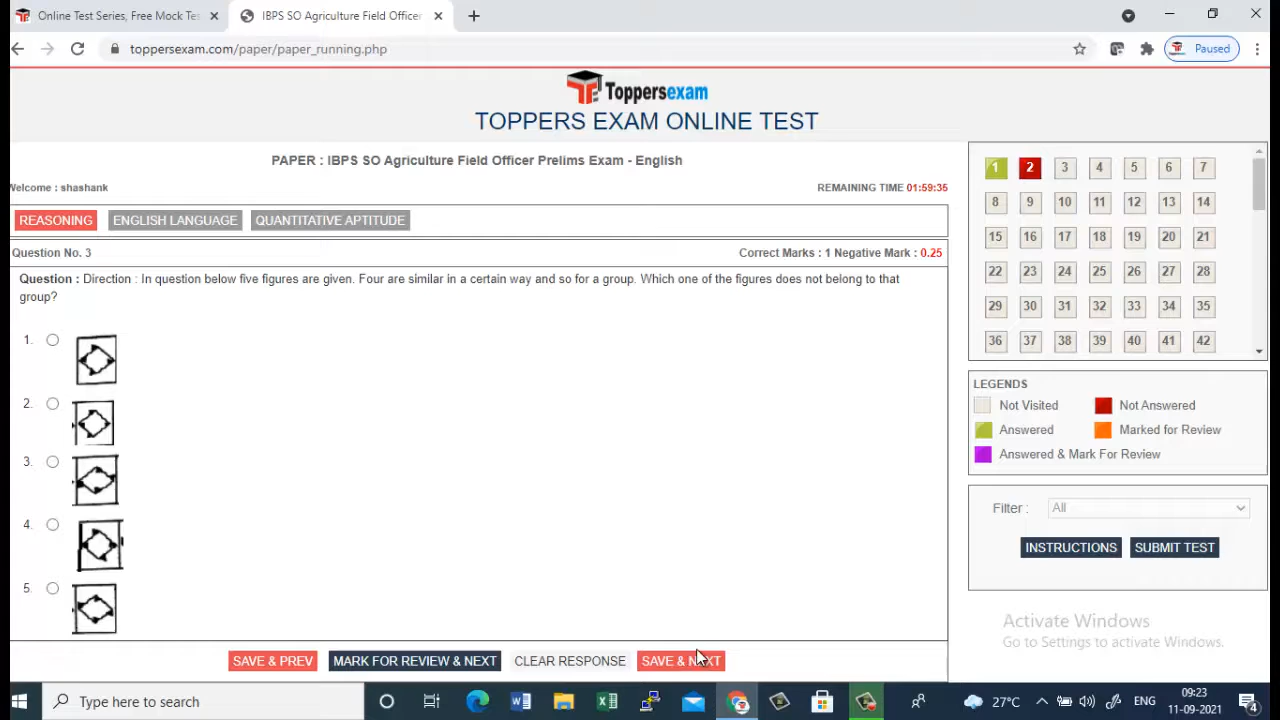 Online Test Series, Free Mock Tes
IBPS SO Agriculture Field Officer
toppersexam.com/paper/paper_running.php
Paused
Toppersexam
TOPPERS EXAM ONLINE TEST
PAPER : IBPS SO Agriculture Field Officer Prelims Exam - English
Welcome : shashank
REMAINING TIME 01:59:35
REASONING ENGLISH LANGUAGE QUANTITATIVE APTITUDE
Question No. 3
Correct Marks : 1 Negative Mark : 0.25
Question : Direction : In question below five figures are given. Four are similar in a certain way and so for a group. Which one of the figures does not belong to that
group?
1.
2.
3.
4.
5.
SAVE & PREV MARK FOR REVIEW & NEXT CLEAR RESPONSE SAVE & NEXT
1 2 3 4 5 6 7
8 9 10 11 12 13 14
15 16 17 18 19 20 21
22 23 24 25 26 27 28
29 30 31 32 33 34 35
36 37 38 39 40 41 42
LEGENDS
Not Visited Not Answered
Answered Marked for Review
Answered & Mark For Review
Filter : All
INSTRUCTIONS SUBMIT TEST
Activate Windows
Go to Settings to activate Windows.
Type here to search
27°C
ENG
09:23
11-09-2021
4